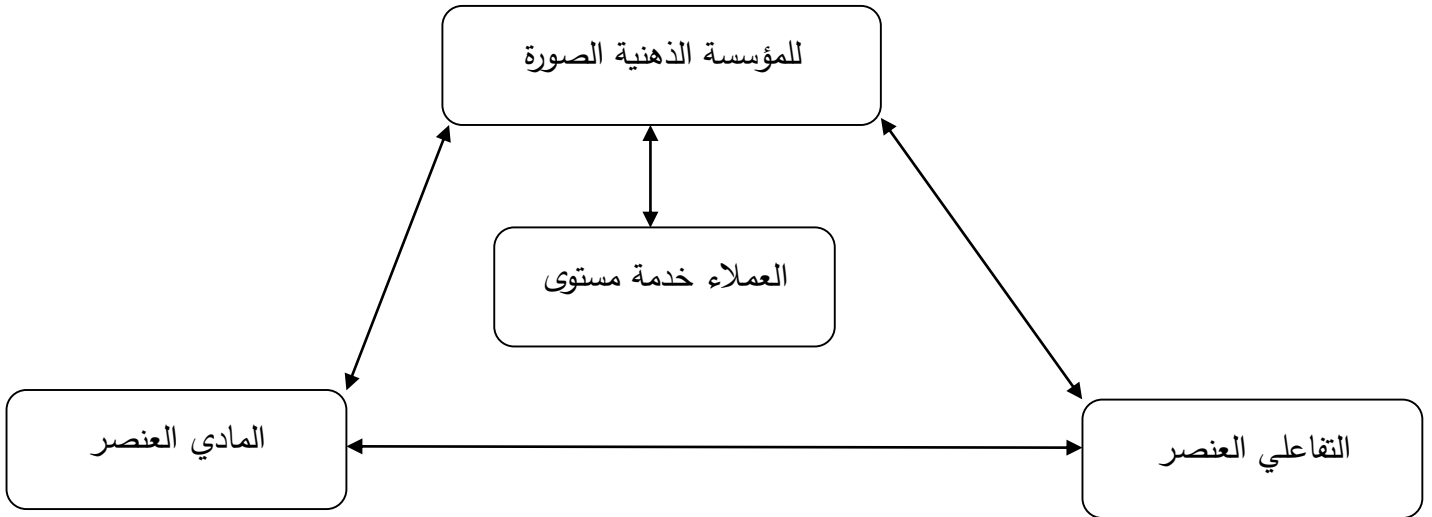 للمؤسسة الذهنية الصورة
العملاء خدمة مستوى
التفاعلي العنصر
المادي العنصر